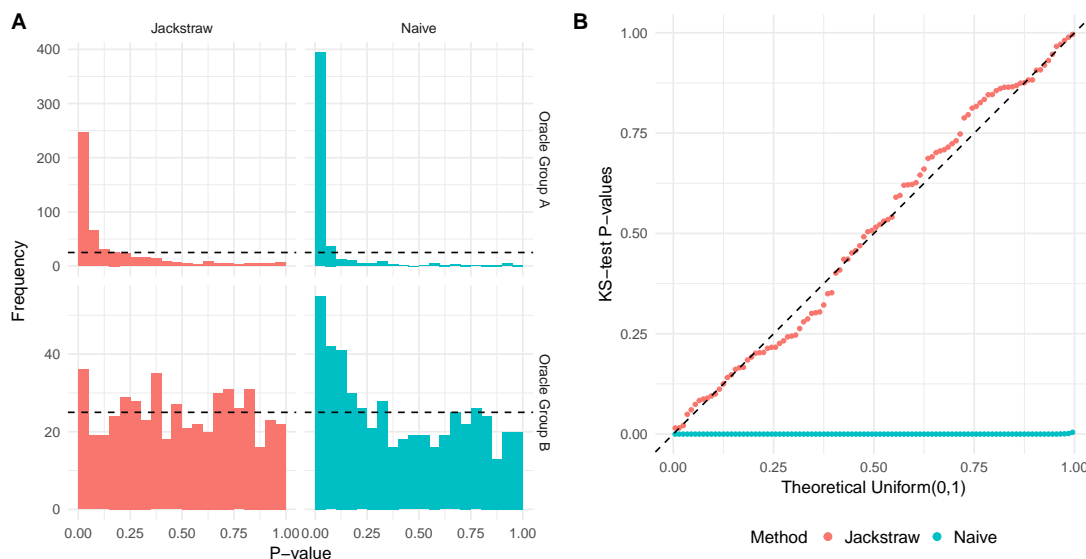 A
Jackstraw
Naive
400
300
200
100
0
Oracle Group A
Frequency
40
20
0
Oracle Group B
0.00 0.25 0.50 0.75 1.00 0.00 0.25 0.50 0.75 1.00
P−value
B
1.00
0.75
0.50
0.25
0.00
KS−test P−values
0.00 0.25 0.50 0.75 1.00
Theoretical Uniform(0,1)
Method Jackstraw Naive